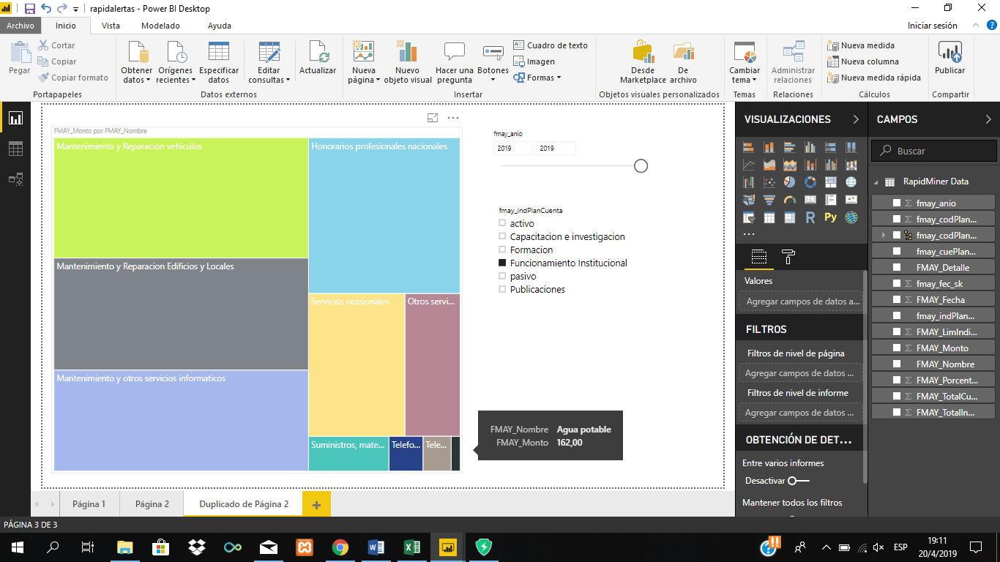 rapidalertas - Power BI Desktop
Archivo Inicio Vista Modelado Ayuda Iniciar sesión
Pegar
Cortar
Copiar
Copiar formato
Portapapeles
Obtener datos
Orígenes recientes
Especificar datos
Editar consultas
Datos externos
Actualizar
Nueva página
Nuevo objeto visual
Hacer una pregunta
Botones
Cuadro de texto
Imagen
Formas
Insertar
Desde Marketplace
De archivo
Objetos visuales personalizados
Cambiar tema
Temas
Administrar relaciones
Relaciones
Nueva medida
Nueva columna
Nueva medida rápida
Cálculos
Publicar
Compartir
FMAY_Monto por FMAY_Nombre
Mantenimiento y Reparacion vehiculos
Mantenimiento y Reparacion Edificios y Locales
Mantenimiento y otros servicios informaticos
Honorarios profesionales nacionales
Servicios ocasionales
Otros servi...
Suministros, mate...
Telefo...
Tele...
FMAY_Nombre Agua potable
FMAY_Monto 162,00
fmay_anio
2019 2019
fmay_indPlanCuenta
activo
Capacitacion e investigacion
Formacion
Funcionamiento Institucional
pasivo
Publicaciones
VISUALIZACIONES
R Py
Valores
Agregar campos de datos a...
FILTROS
Filtros de nivel de página
Agregar campos de datos ...
Filtros de nivel de informe
Agregar campos de datos ...
OBTENCIÓN DE DET...
Entre varios informes
Desactivar
Mantener todos los filtros
CAMPOS
Buscar
RapidMiner Data
fmay_anio
fmay_codPlan...
fmay_codPlan...
fmay_cuePlan...
FMAY_Detalle
fmay_fec_sk
FMAY_Fecha
fmay_indPlan...
FMAY_LimIndi...
FMAY_Monto
FMAY_Nombre
FMAY_Porcent...
FMAY_TotalCu...
FMAY_TotalIn...
Página 1 Página 2 Duplicado de Página 2
PÁGINA 3 DE 3
ESP
19:11
20/4/2019